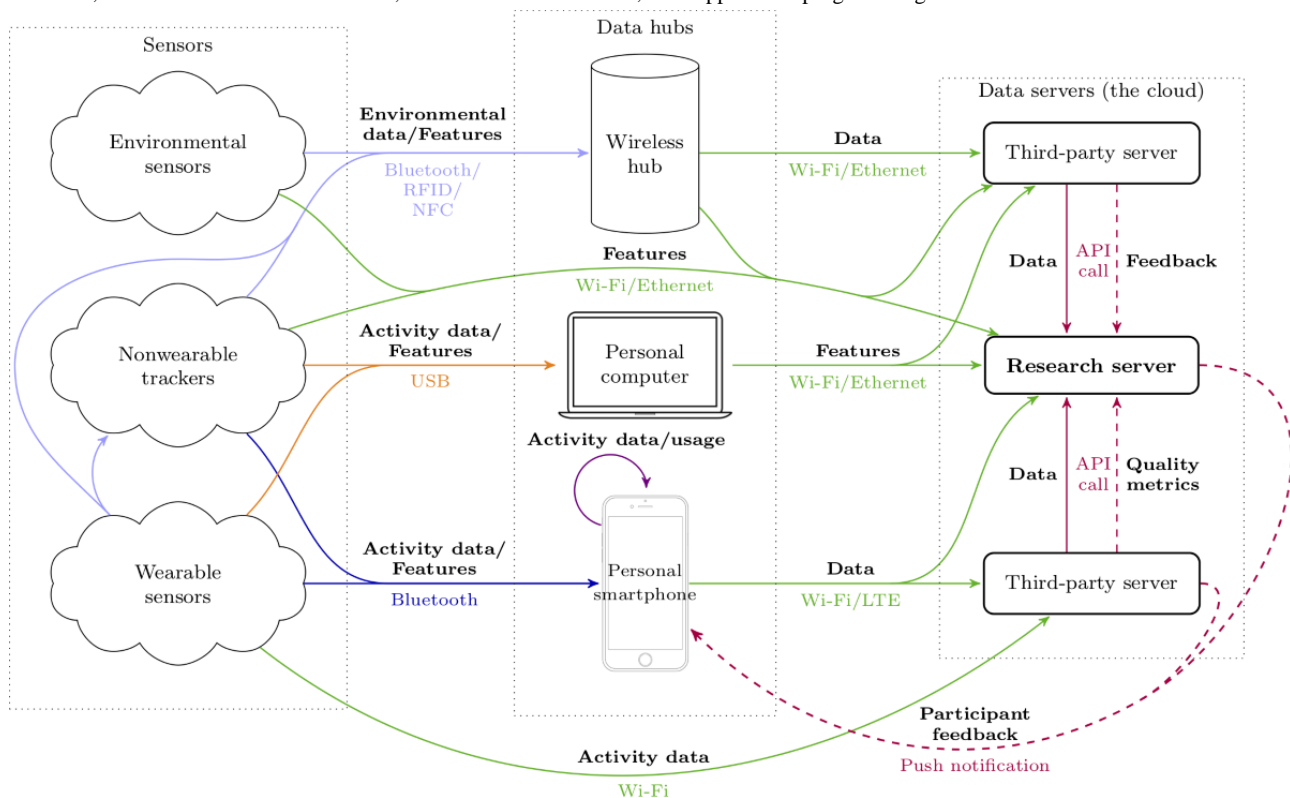 Sensors
Data hubs
Data servers (the cloud)
Environmental
sensors
Environmental
data/Features
Bluetooth/
RFID/
NFC
Wireless
hub
Data
Wi-Fi/Ethernet
Third-party server
Features
Wi-Fi/Ethernet
Data
API
call
Feedback
Nonwearable
trackers
Activity data/
Features
USB
Personal
computer
Features
Wi-Fi/Ethernet
Research server
Activity data/usage
Data
API
call
Quality
metrics
Wearable
sensors
Activity data/
Features
Bluetooth
Personal
smartphone
Data
Wi-Fi/LTE
Third-party server
Participant
feedback
Push notification
Activity data
Wi-Fi